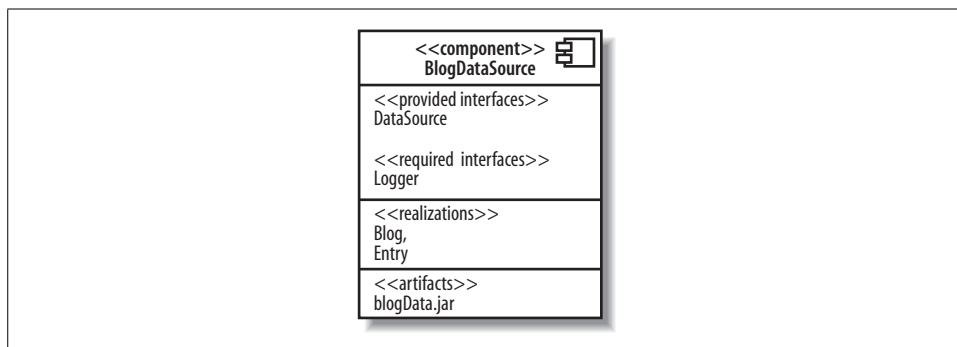 <<component>>
BlogDataSource
<<provided interfaces>>
DataSource
<<required interfaces>>
Logger
<<realizations>>
Blog,
Entry
<<artifacts>>
blogData.jar